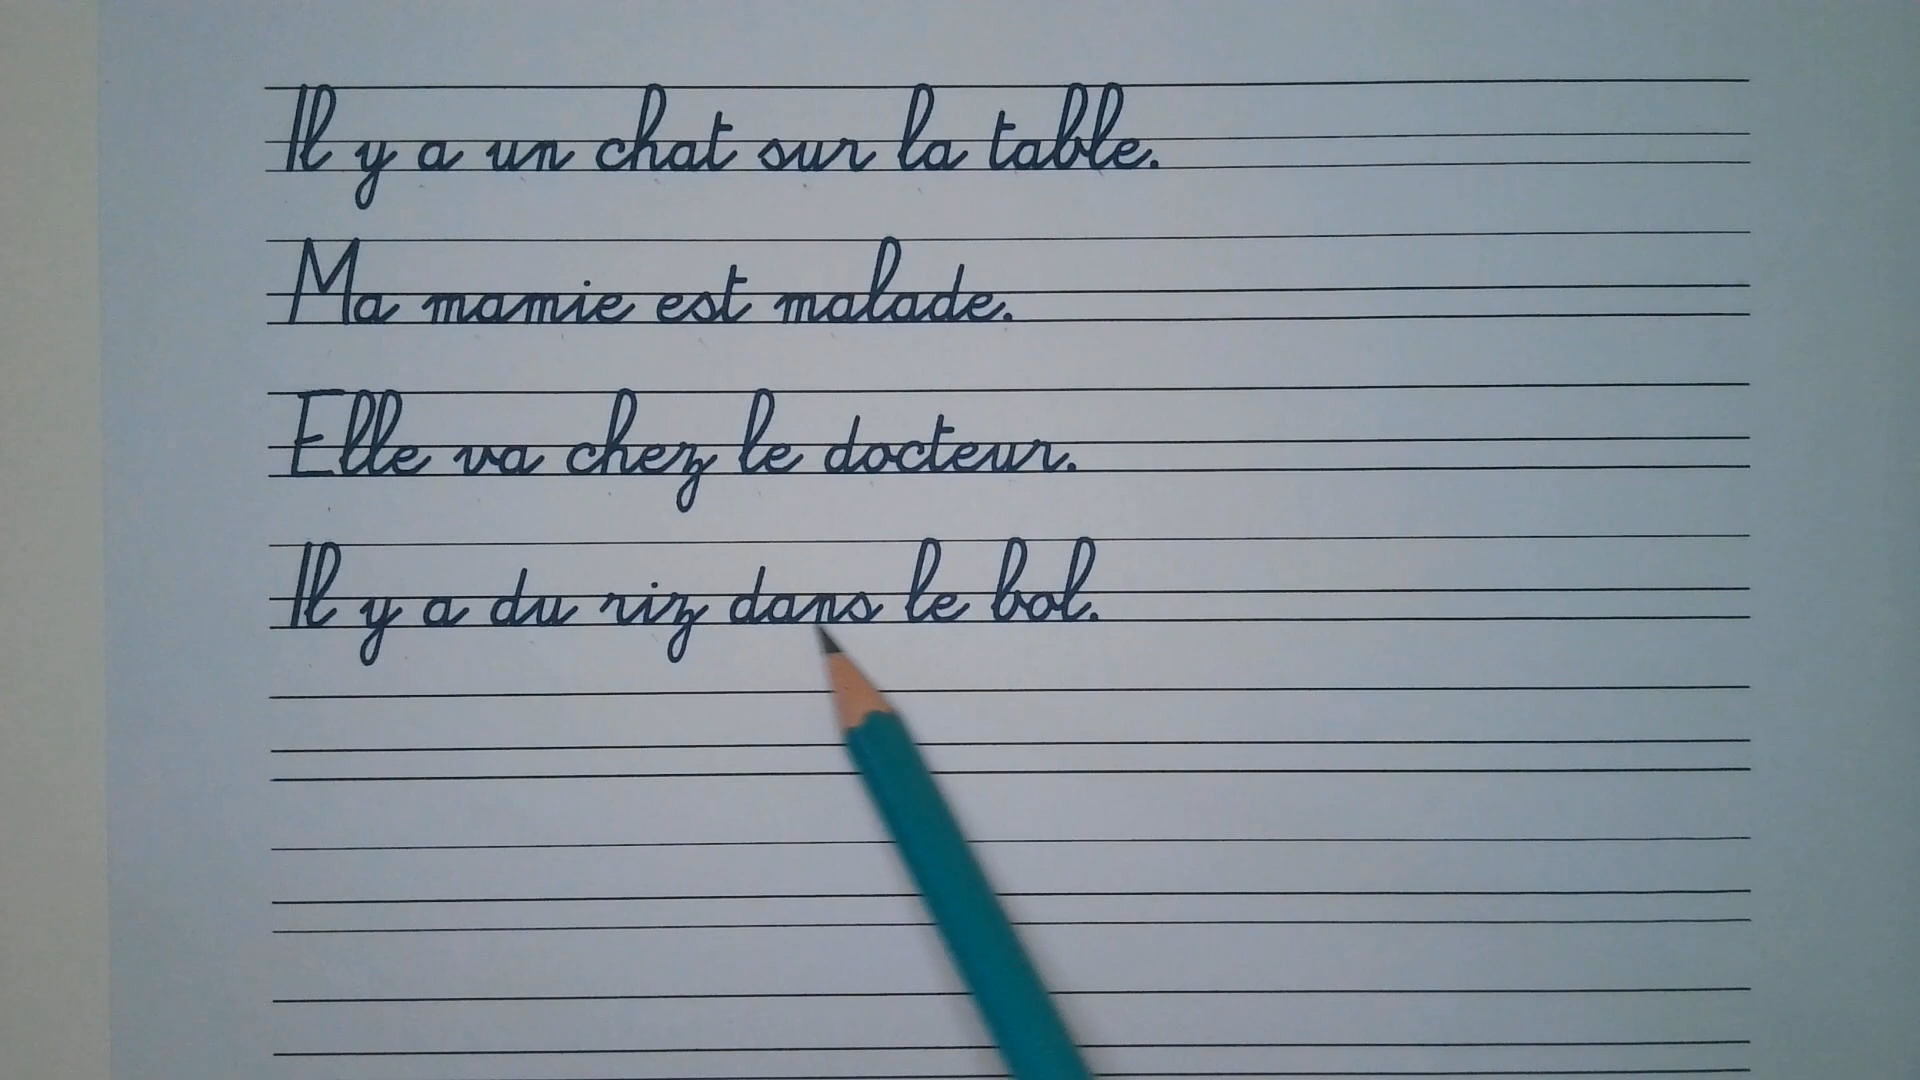 Il y a un chat sur la table.
Ma mamie est malade.
Elle va chez le docteur.
Il y a du riz dans le bol.